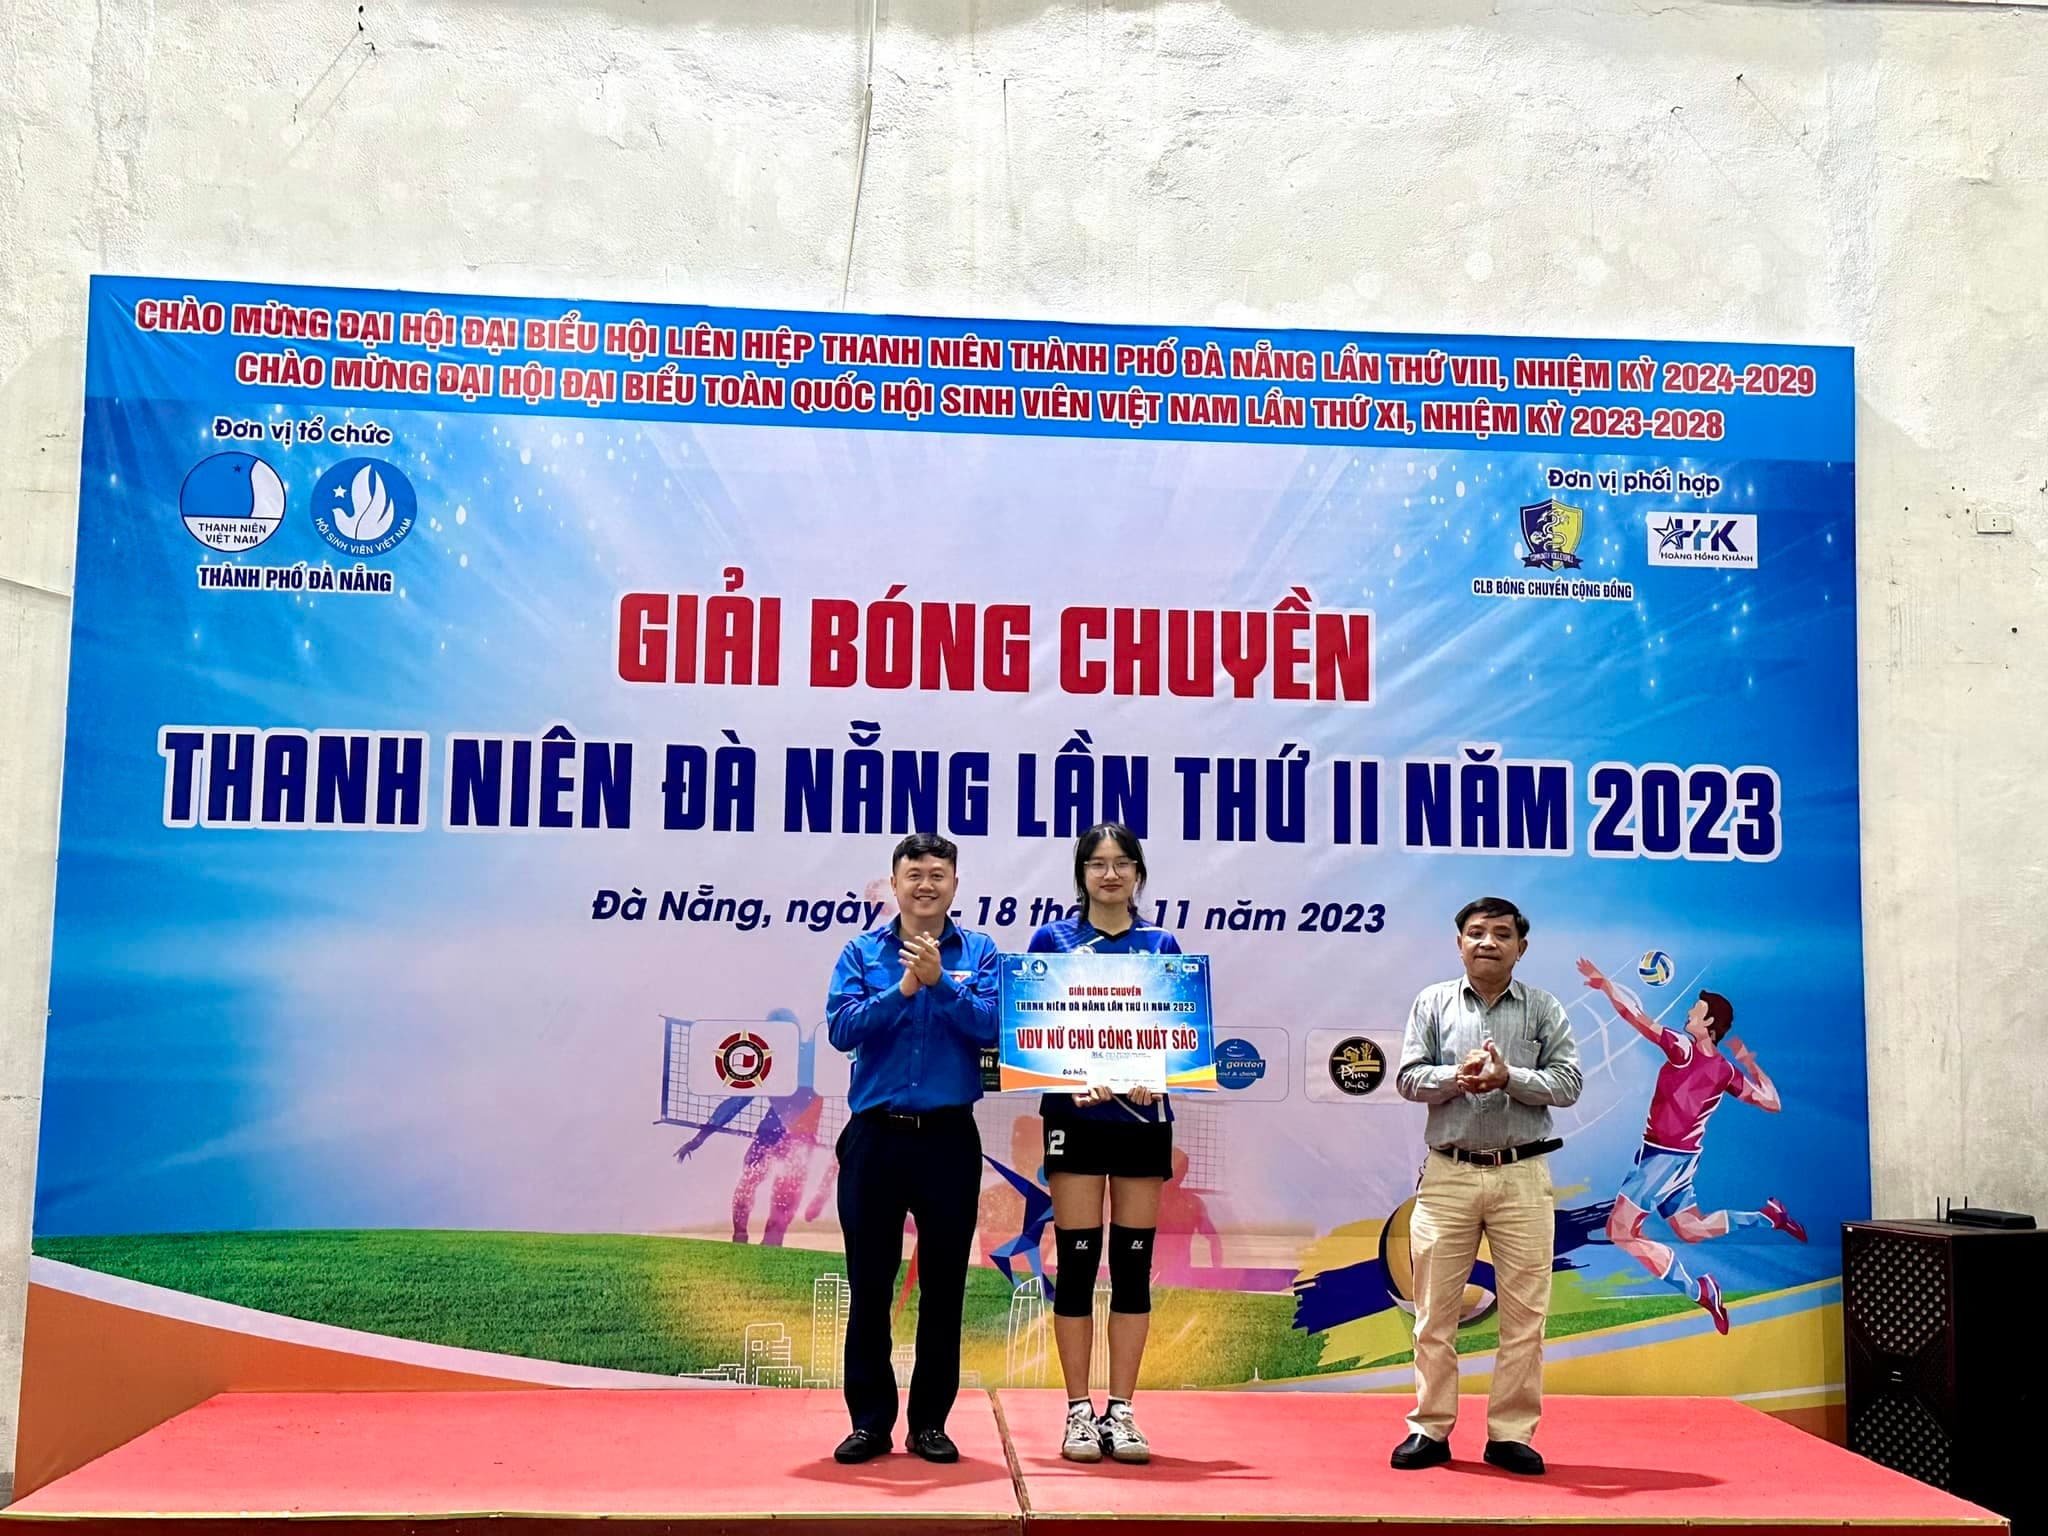 CHÀO MỪNG ĐẠI HỘI ĐẠI BIỂU HỘI LIÊN HIỆP THANH NIÊN THÀNH PHỐ ĐÀ NẴNG LẦN THỨ VIII, NHIỆM KỲ 2024-2029
CHÀO MỪNG ĐẠI HỘI ĐẠI BIỂU TOÀN QUỐC HỘI SINH VIÊN VIỆT NAM LẦN THỨ XI, NHIỆM KỲ 2023-2028
Đơn vị tổ chức
THANH NIÊN
VIỆT NAM
HỘI SINH VIÊN VIỆT NAM
THÀNH PHỐ ĐÀ NẴNG
Đơn vị phối hợp
HHK
HOÀNG HỒNG KHÁNH
CLB BÓNG CHUYỀN CỘNG ĐỒNG
GIẢI BÓNG CHUYỀN
THANH NIÊN ĐÀ NẴNG LẦN THỨ II NĂM 2023
Đà Nẵng, ngày - 18 11 năm 2023
GIẢI BÓNG CHUYỀN
THANH NIÊN ĐÀ NẴNG LẦN THỨ II NĂM 2023
VĐV NỮ CHỦ CÔNG XUẤT SẮC
Đà
garden
12